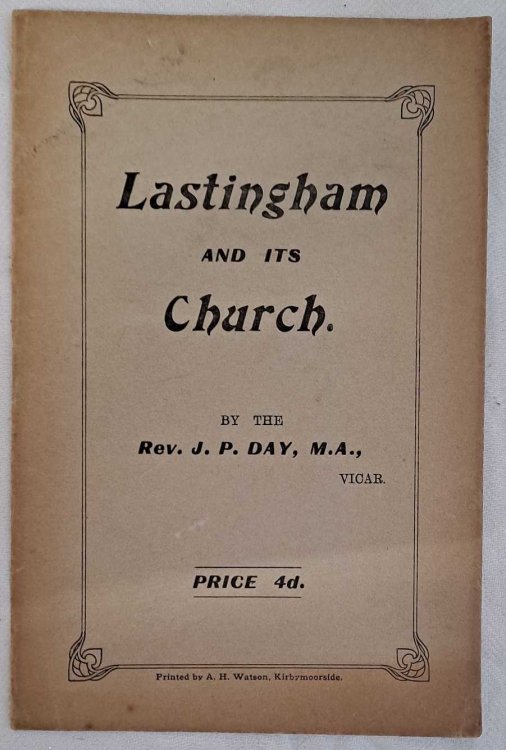 Lastingham
AND ITS
Church.
BY THE
Rev. J. P. DAY, M.A.,
VICAR.
PRICE 4d.
Printed by A. H. Watson, Kirbymoorside.